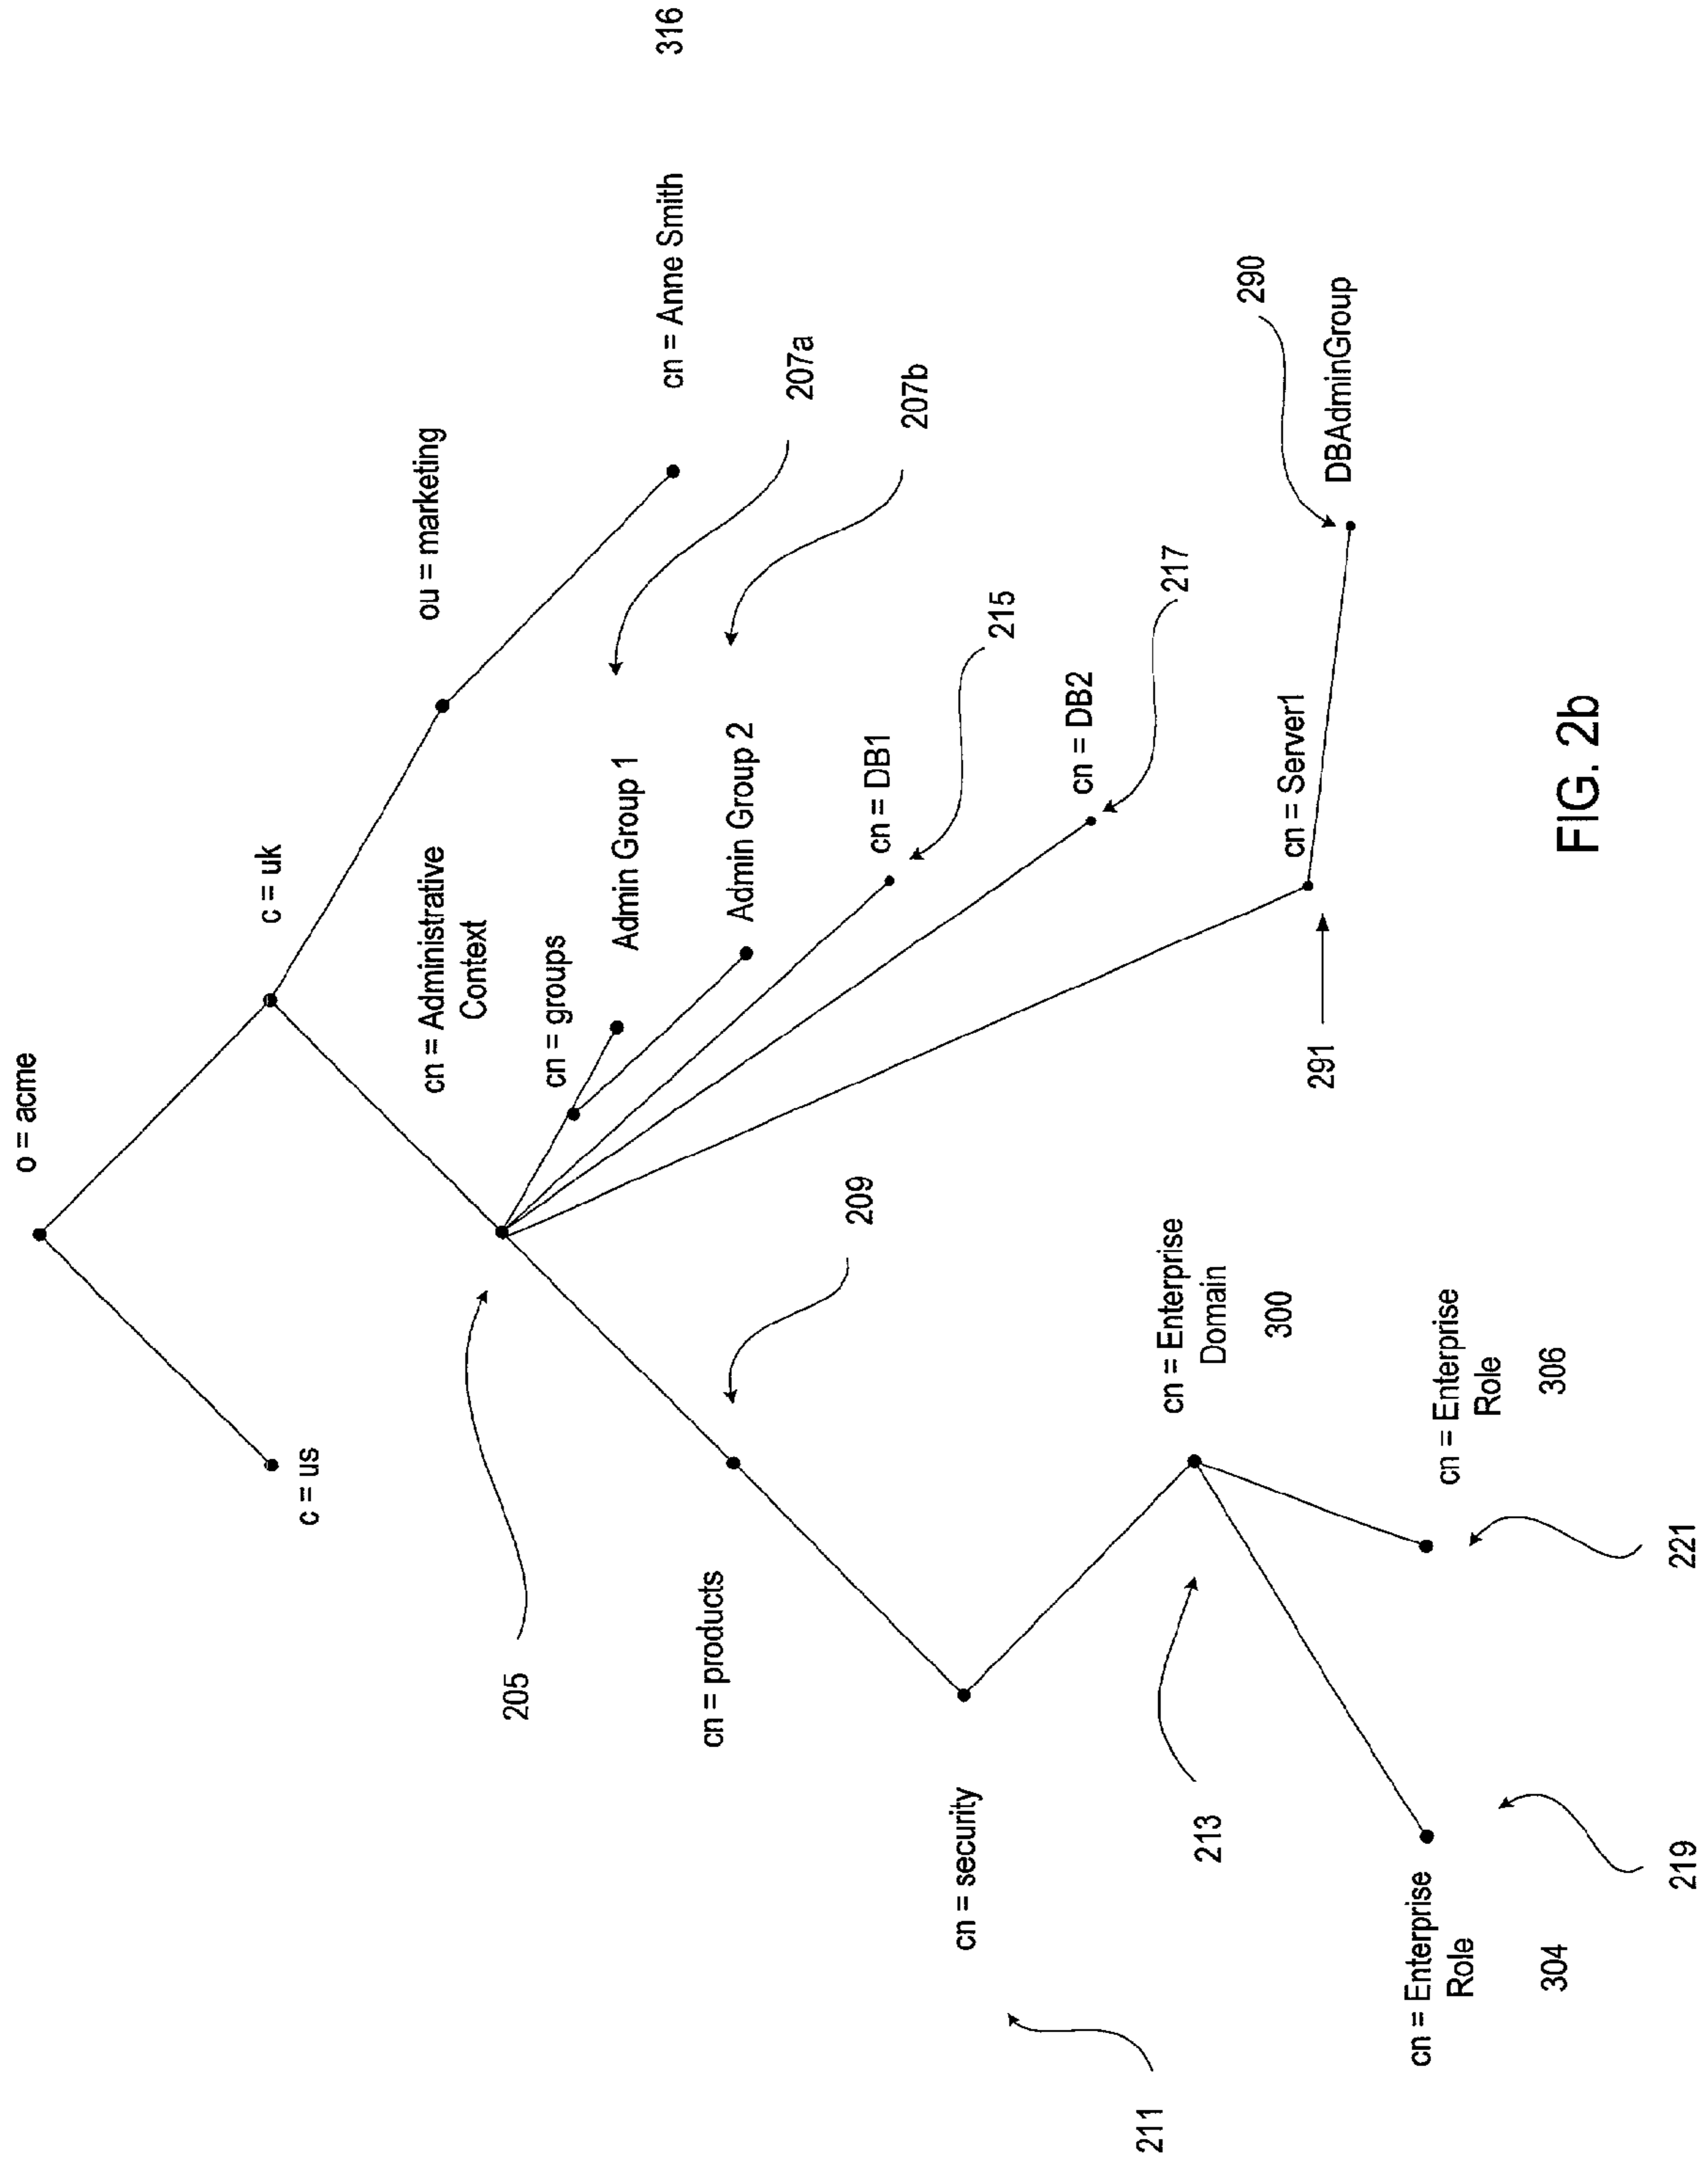 o = acme
c = us
c = uk
ou = marketing
cn = Administrative
Context
205
cn = groups
Admin Group 1
207a
cn = Anne Smith
316
cn = products
209
Admin Group 2
207b
cn = DB1
215
cn = security
211
cn = DB2
217
cn = Enterprise
Domain
300
213
cn = Server1
291
DBAdminGroup
290
cn = Enterprise
Role
304
219
cn = Enterprise
Role
306
221
FIG. 2b